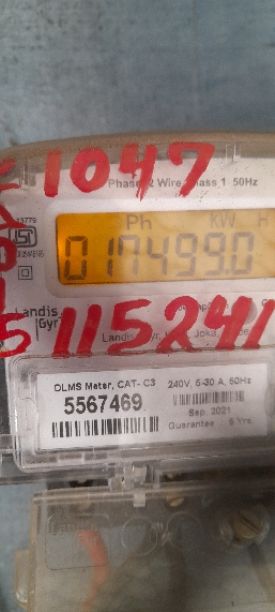 1047
Phase 2 Wire Class 1 50Hz
13779
Ph KW H
017499.0
Landis
Gyr
115241
DLMS Meter, CAT- C3 240V, 5-30 A, 50Hz
5567469
Sep. 2021
Guarantee 5 Yrs.